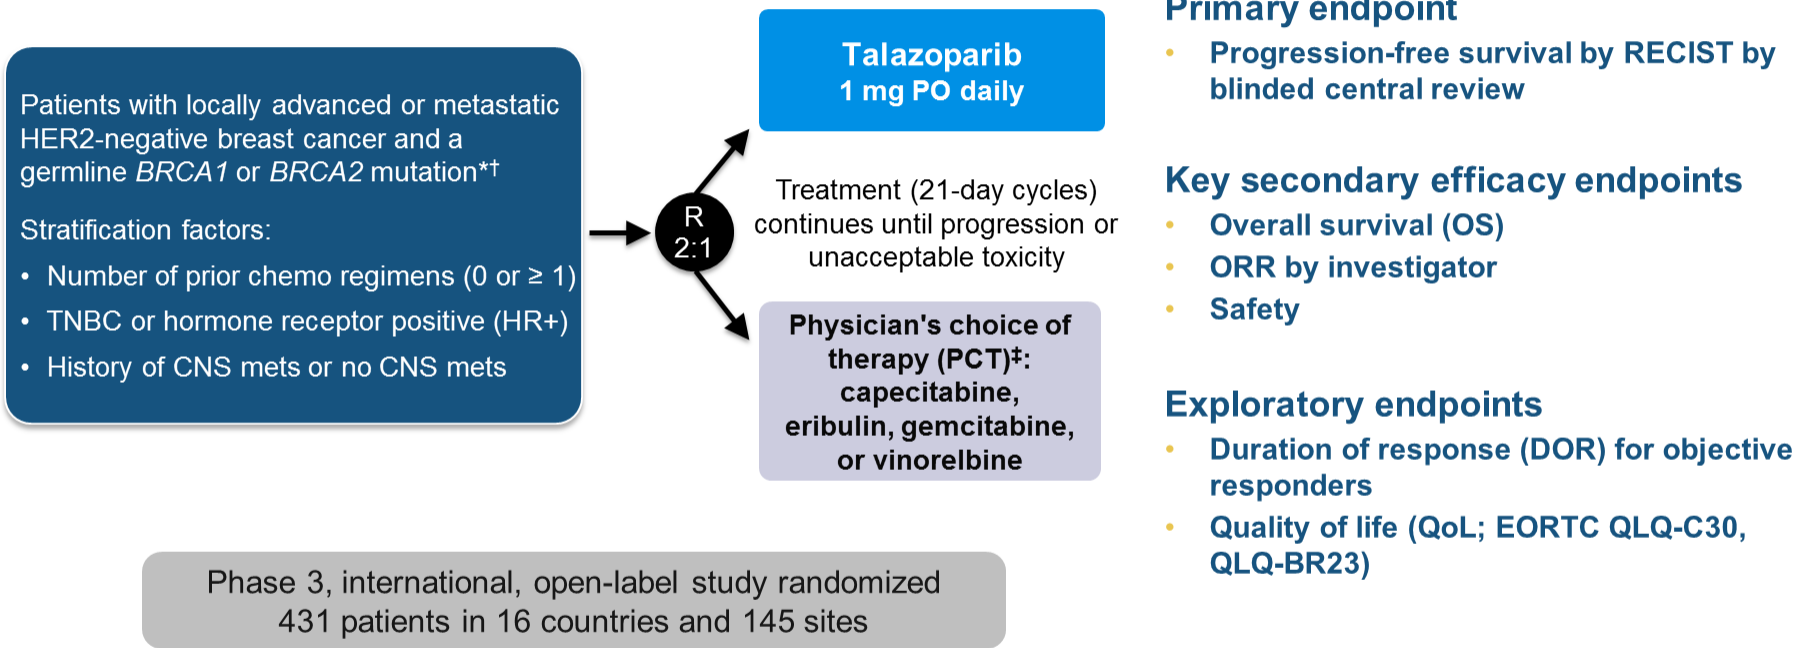 Patients with locally advanced or metastatic
HER2-negative breast cancer and a
germline BRCA1 or BRCA2 mutation*†
Stratification factors:
• Number of prior chemo regimens (0 or ≥ 1)
• TNBC or hormone receptor positive (HR+)
• History of CNS mets or no CNS mets
R
2:1
Talazoparib
1 mg PO daily
Treatment (21-day cycles)
continues until progression or
unacceptable toxicity
Physician's choice of
therapy (PCT)‡:
capecitabine,
eribulin, gemcitabine,
or vinorelbine
Phase 3, international, open-label study randomized
431 patients in 16 countries and 145 sites
Primary endpoint
• Progression-free survival by RECIST by
blinded central review
Key secondary efficacy endpoints
• Overall survival (OS)
• ORR by investigator
• Safety
Exploratory endpoints
• Duration of response (DOR) for objective
responders
• Quality of life (QoL; EORTC QLQ-C30,
QLQ-BR23)